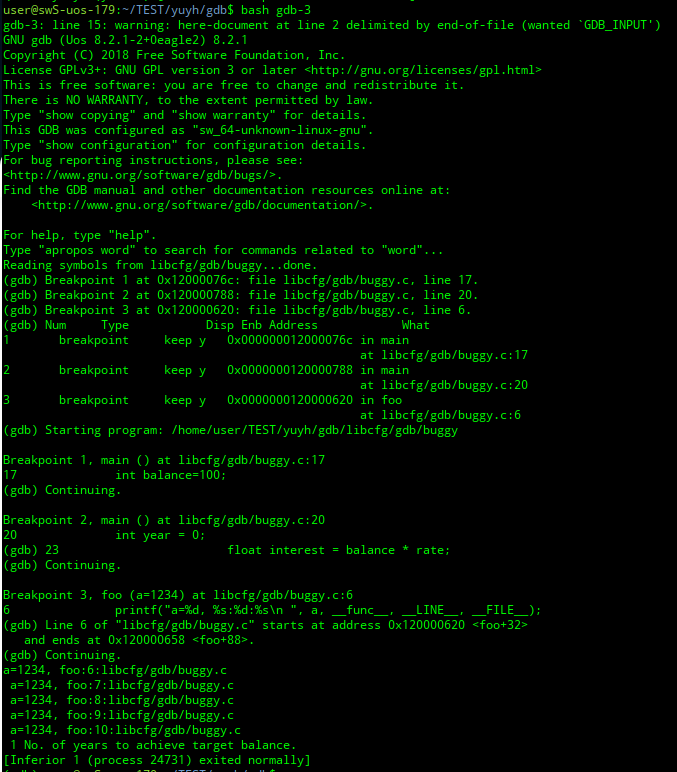 user@swS-uos-179:~/TEST/yuyh/gdb$ bash gdb-3
gdb-3: line 15: warning: here-document at line 2 delimited by end-of-file (wanted `GDB_INPUT')
GNU gdb (Uos 8.2.1-2+0eagle2) 8.2.1
Copyright (C) 2018 Free Software Foundation, Inc.
License GPLv3+: GNU GPL version 3 or later <http://gnu.org/licenses/gpl.html>
This is free software: you are free to change and redistribute it.
There is NO WARRANTY, to the extent permitted by law.
Type "show copying" and "show warranty" for details.
This GDB was configured as "sw_64-unknown-linux-gnu".
Type "show configuration" for configuration details.
For bug reporting instructions, please see:
<http://www.gnu.org/software/gdb/bugs/>.
Find the GDB manual and other documentation resources online at:
    <http://www.gnu.org/software/gdb/documentation/>.

For help, type "help".
Type "apropos word" to search for commands related to "word"...
Reading symbols from libcfg/gdb/buggy...done.
(gdb) Breakpoint 1 at 0x12000076c: file libcfg/gdb/buggy.c, line 17.
(gdb) Breakpoint 2 at 0x120000788: file libcfg/gdb/buggy.c, line 20.
(gdb) Breakpoint 3 at 0x120000620: file libcfg/gdb/buggy.c, line 6.
(gdb) Num     Type           Disp Enb Address            What
1       breakpoint     keep y   0x000000012000076c in main
                                                   at libcfg/gdb/buggy.c:17
2       breakpoint     keep y   0x0000000120000788 in main
                                                   at libcfg/gdb/buggy.c:20
3       breakpoint     keep y   0x0000000120000620 in foo
                                                   at libcfg/gdb/buggy.c:6
(gdb) Starting program: /home/user/TEST/yuyh/gdb/libcfg/gdb/buggy

Breakpoint 1, main () at libcfg/gdb/buggy.c:17
17              int balance=100;
(gdb) Continuing.

Breakpoint 2, main () at libcfg/gdb/buggy.c:20
20              int year = 0;
(gdb) 23                        float interest = balance * rate;
(gdb) Continuing.

Breakpoint 3, foo (a=1234) at libcfg/gdb/buggy.c:6
6               printf("a=%d, %s:%d:%s\n ", a, __func__, __LINE__, __FILE__);
(gdb) Line 6 of "libcfg/gdb/buggy.c" starts at address 0x120000620 <foo+32>
   and ends at 0x120000658 <foo+88>.
(gdb) Continuing.
a=1234, foo:6:libcfg/gdb/buggy.c
 a=1234, foo:7:libcfg/gdb/buggy.c
 a=1234, foo:8:libcfg/gdb/buggy.c
 a=1234, foo:9:libcfg/gdb/buggy.c
 a=1234, foo:10:libcfg/gdb/buggy.c
 1 No. of years to achieve target balance.
[Inferior 1 (process 24731) exited normally]